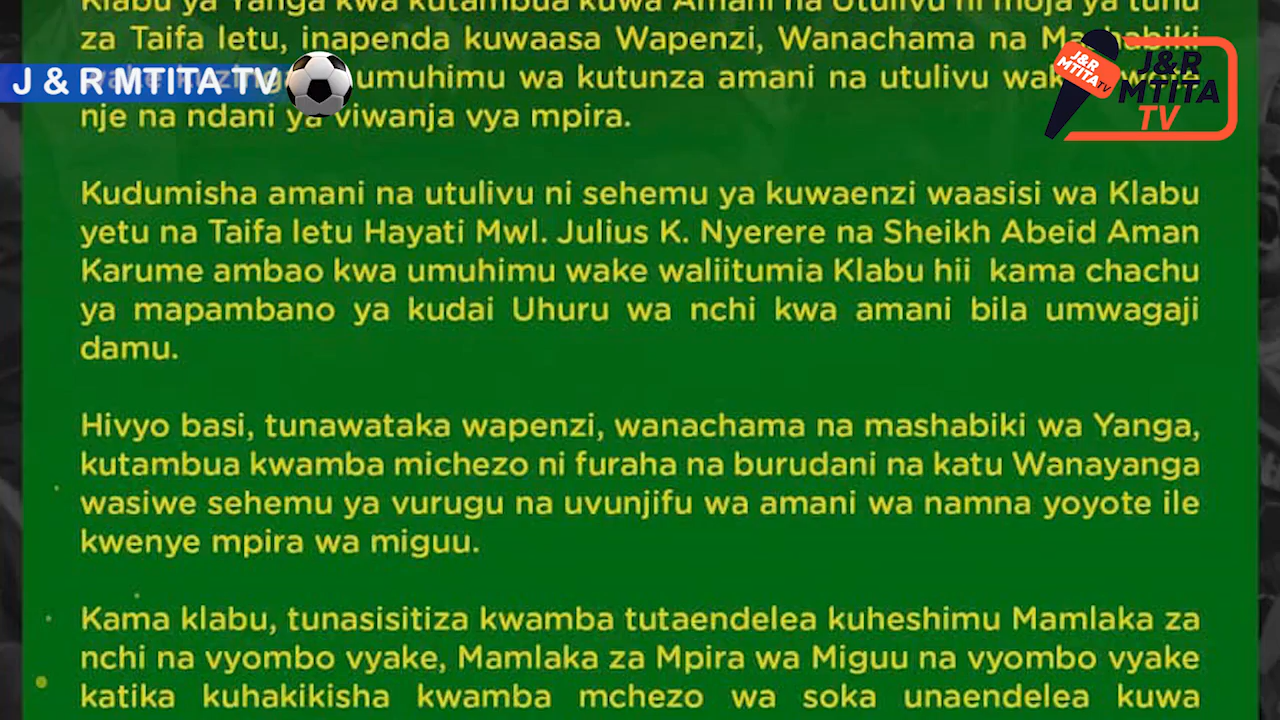 Klabu ya Yanga kwa kutambua kuwa Amani na Utulivu ni moja ya tunu
za Taifa letu, inapenda kuwaasa Wapenzi, Wanachama na Mashabiki
umuhimu wa kutunza amani na utulivu
nje na ndani ya viwanja vya mpira.
J & R MTITA TV
J&R
MTITA
TV
J&R
MTITA TV
Kudumisha amani na utulivu ni sehemu ya kuwaenzi waasisi wa Klabu
yetu na Taifa letu Hayati Mwl. Julius K. Nyerere na Sheikh Abeid Aman
Karume ambao kwa umuhimu wake waliitumia Klabu hii kama chachu
ya mapambano ya kudai Uhuru wa nchi kwa amani bila umwagaji
damu.
Hivyo basi, tunawataka wapenzi, wanachama na mashabiki wa Yanga,
kutambua kwamba michezo ni furaha na burudani na katu Wanayanga
wasiwe sehemu ya vurugu na uvunjifu wa amani wa namna yoyote ile
kwenye mpira wa miguu.
Kama klabu, tunasisitiza kwamba tutaendelea kuheshimu Mamlaka za
nchi na vyombo vyake, Mamlaka za Mpira wa Miguu na vyombo vyake
katika kuhakikisha kwamba mchezo wa soka unaendelea kuwa